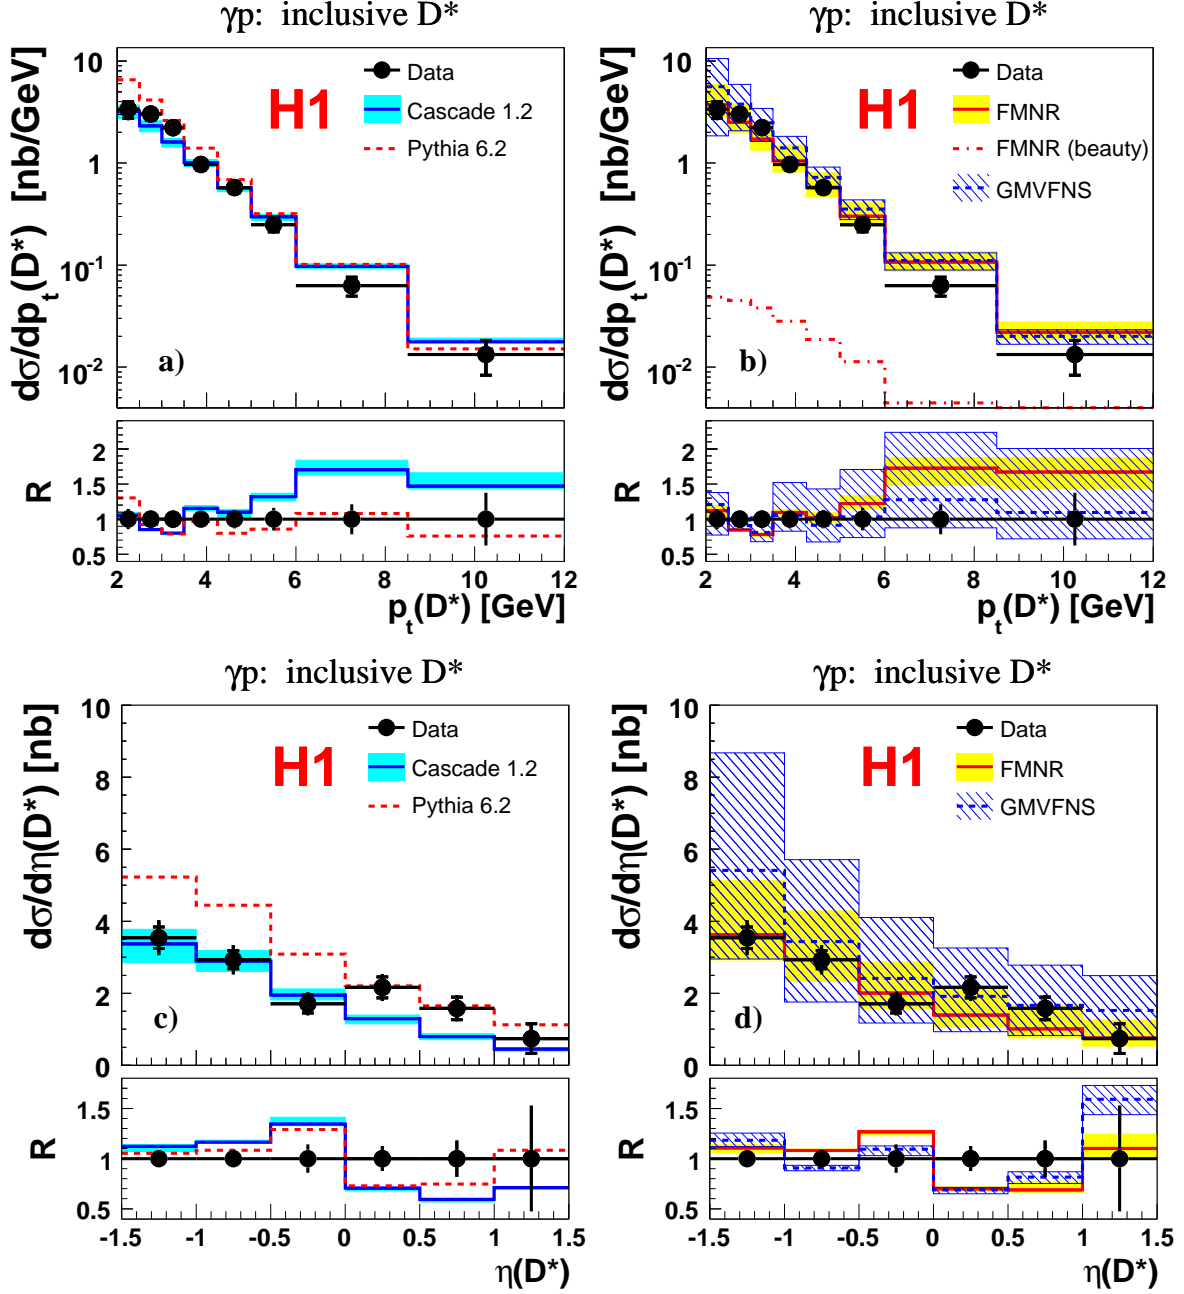 γp: inclusive D*
dσ/dp_t(D*) [nb/GeV]
10
1
10^-1
10^-2
H1
Data
Cascade 1.2
Pythia 6.2
a)
R
2
1.5
1
0.5
2 4 6 8 10 12
p_t(D*) [GeV]
γp: inclusive D*
dσ/dp_t(D*) [nb/GeV]
10
1
10^-1
10^-2
H1
Data
FMNR
FMNR (beauty)
GMVFNS
b)
R
2
1.5
1
0.5
2 4 6 8 10 12
p_t(D*) [GeV]
γp: inclusive D*
dσ/dη(D*) [nb]
10
8
6
4
2
0
H1
Data
Cascade 1.2
Pythia 6.2
c)
R
1.5
1
0.5
-1.5 -1 -0.5 0 0.5 1 1.5
η(D*)
γp: inclusive D*
dσ/dη(D*) [nb]
10
8
6
4
2
0
H1
Data
FMNR
GMVFNS
d)
R
1.5
1
0.5
-1.5 -1 -0.5 0 0.5 1 1.5
η(D*)